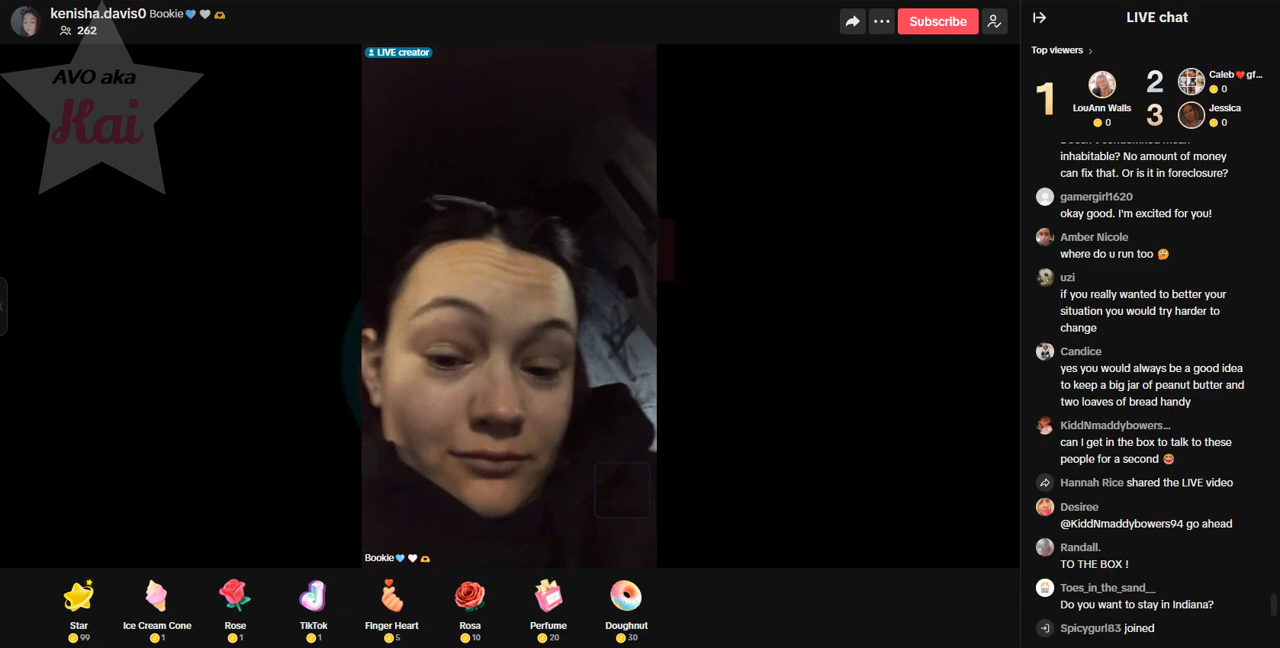 kenisha.davis0 Bookie💙🤍🫶
262
Subscribe
LIVE chat
AVO aka
Kai
LIVE creator
Top viewers
1
LouAnn Walls
0
2
Caleb❤️gf...
0
3
Jessica
0
inhabitable? No amount of money
can fix that. Or is it in foreclosure?
gamergirl1620
okay good. I'm excited for you!
Amber Nicole
where do u run too 🤔
uzi
if you really wanted to better your
situation you would try harder to
change
Candice
yes you would always be a good idea
to keep a big jar of peanut butter and
two loaves of bread handy
KiddNmaddybowers...
can I get in the box to talk to these
people for a second 😂
Hannah Rice shared the LIVE video
Desiree
@KiddNmaddybowers94 go ahead
Randall.
TO THE BOX !
Toes_in_the_sand__
Do you want to stay in Indiana?
Spicygurl83 joined
Bookie💙🤍🫶
Star
99
Ice Cream Cone
1
Rose
1
TikTok
1
Finger Heart
5
Rosa
10
Perfume
20
Doughnut
30